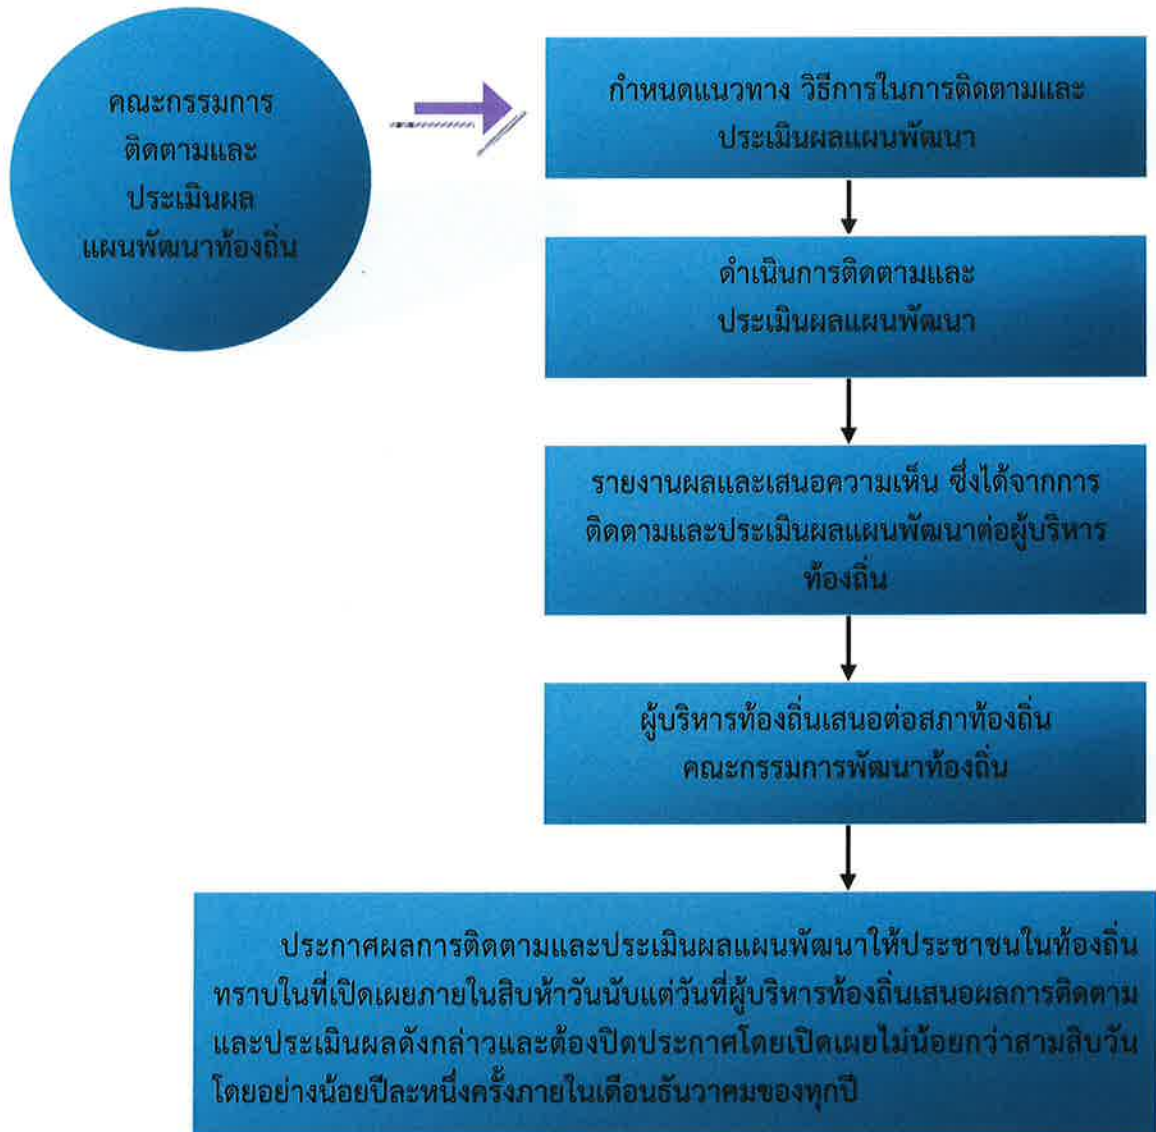 คณะกรรมการ
ติดตามและ
ประเมินผล
แผนพัฒนาท้องถิ่น
กำหนดแนวทาง วิธีการในการติดตามและ
ประเมินผลแผนพัฒนา
ดำเนินการติดตามและ
ประเมินผลแผนพัฒนา
รายงานผลและเสนอความเห็น ซึ่งได้จากการ
ติดตามและประเมินผลแผนพัฒนาต่อผู้บริหาร
ท้องถิ่น
ผู้บริหารท้องถิ่นเสนอต่อสภาท้องถิ่น
คณะกรรมการพัฒนาท้องถิ่น
ประกาศผลการติดตามและประเมินผลแผนพัฒนาให้ประชาชนในท้องถิ่น
ทราบในที่เปิดเผยภายในสิบห้าวันนับแต่วันที่ผู้บริหารท้องถิ่นเสนอผลการติดตาม
และประเมินผลดังกล่าวและต้องปิดประกาศโดยเปิดเผยไม่น้อยกว่าสามสิบวัน
โดยอย่างน้อยปีละหนึ่งครั้งภายในเดือนธันวาคมของทุกปี